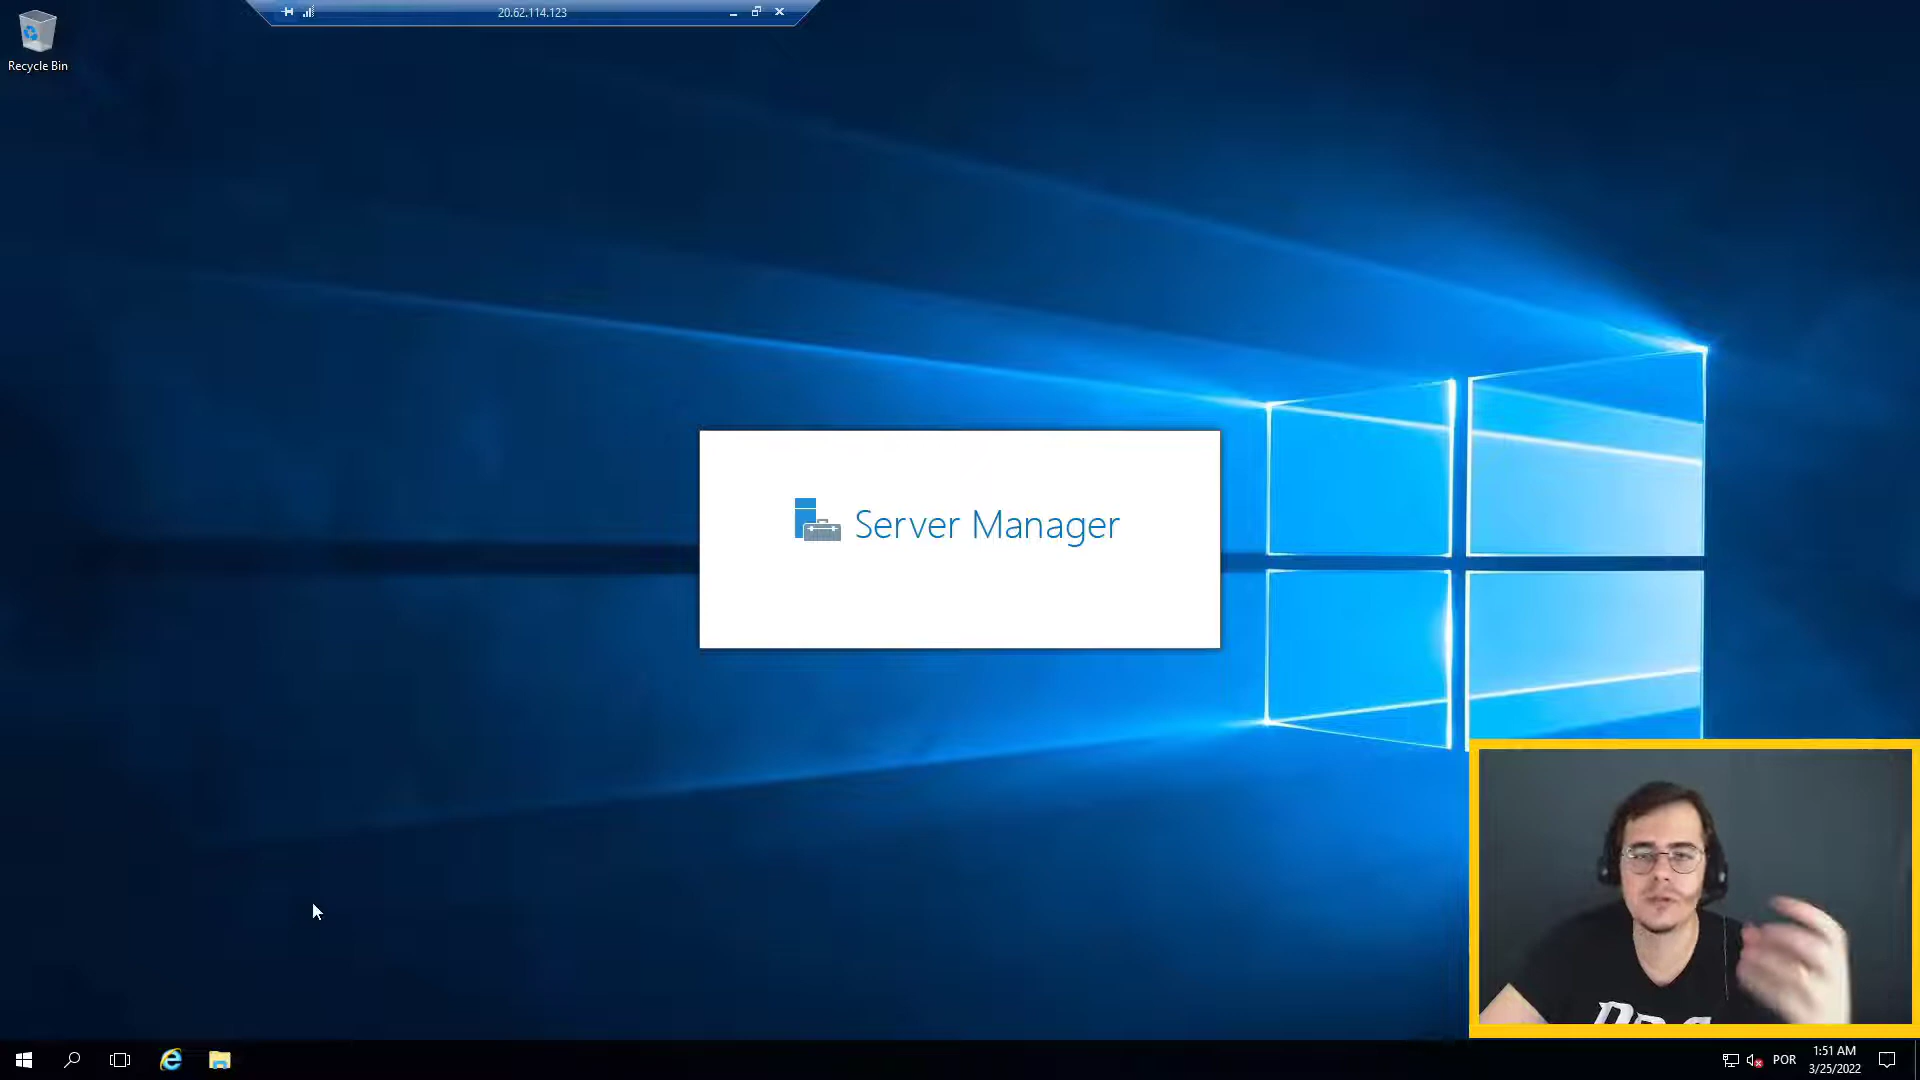 20.62.114.123
Recycle Bin
Server Manager
POR
1:51 AM
3/25/2022